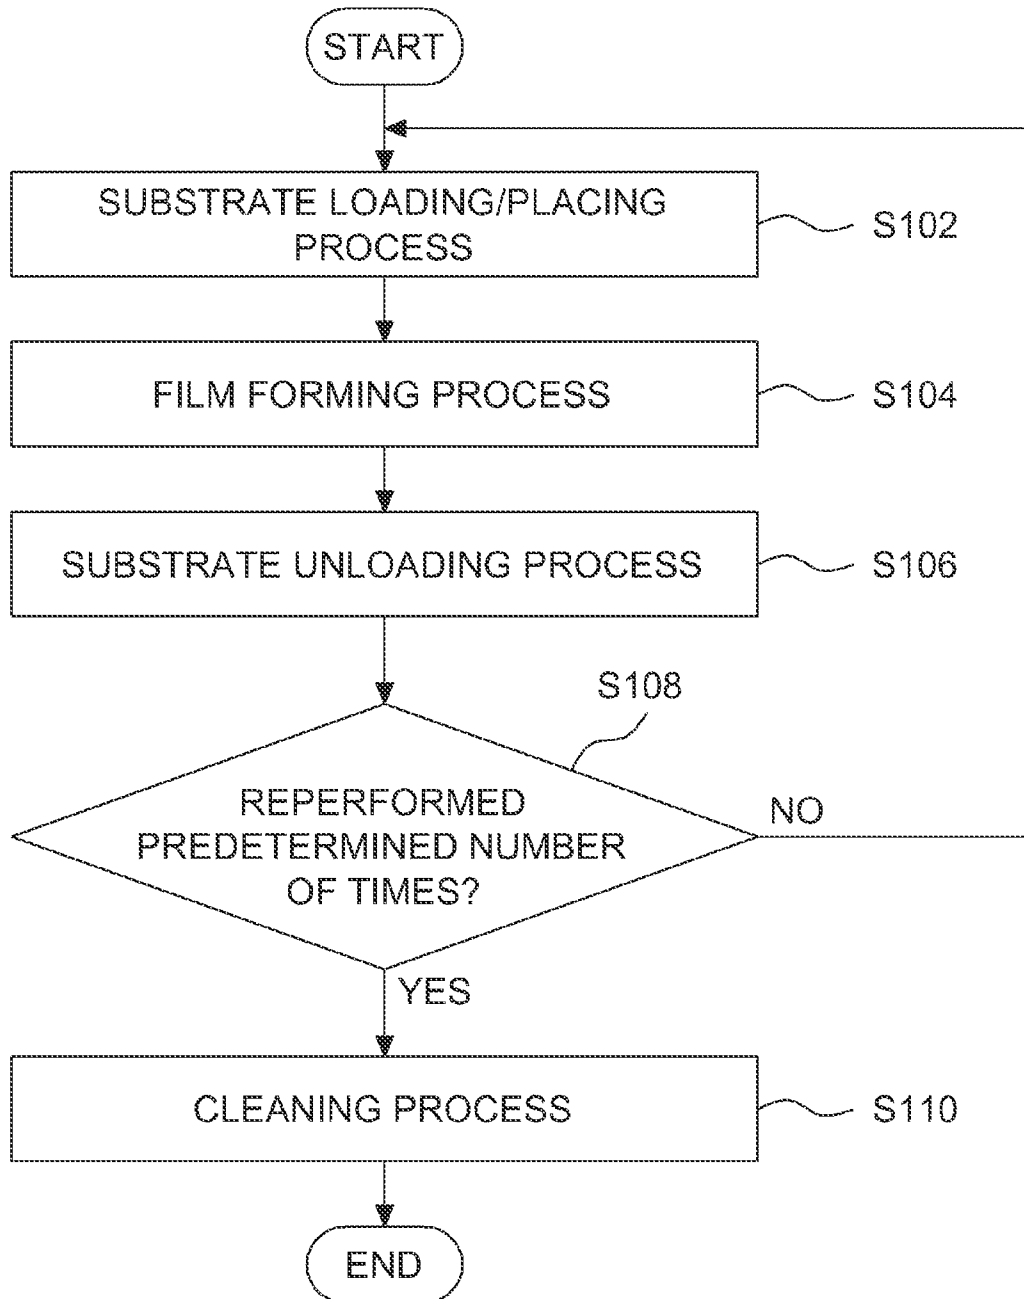 START
SUBSTRATE LOADING/PLACING
PROCESS
S102
FILM FORMING PROCESS
S104
SUBSTRATE UNLOADING PROCESS
S106
S108
REPERFORMED
PREDETERMINED NUMBER
OF TIMES?
NO
YES
CLEANING PROCESS
S110
END